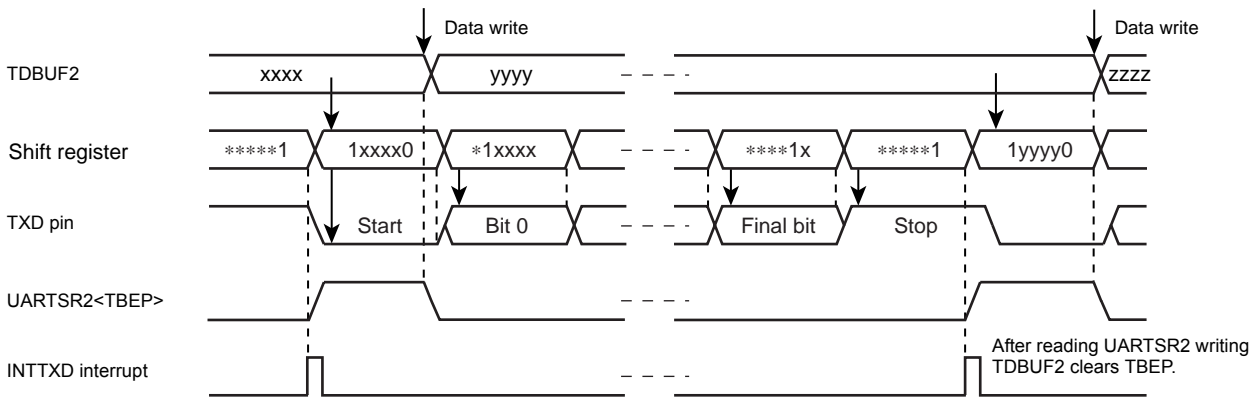 Data write
Data write
TDBUF2
xxxx
yyyy
zzzz
Shift register
*****1
1xxxx0
*1xxxx
****1x
*****1
1yyyy0
TXD pin
Start
Bit 0
Final bit
Stop
UARTSR2<TBEP>
INTTXD interrupt
After reading UARTSR2 writing
TDBUF2 clears TBEP.